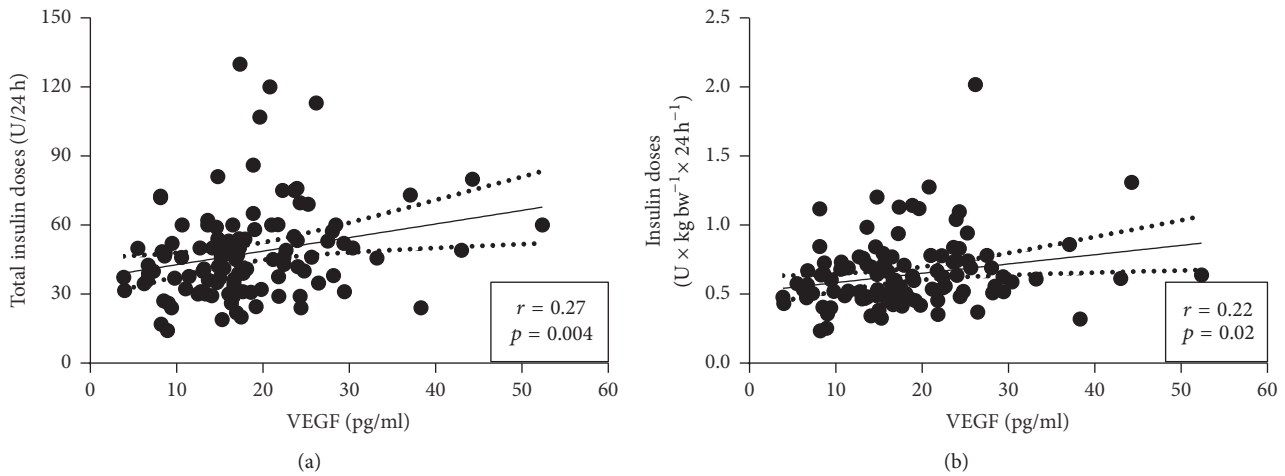 Total insulin doses (U/24 h)
150
120
90
60
30
0
0 10 20 30 40 50 60
VEGF (pg/ml)
r = 0.27
p = 0.004
(a)
Insulin doses
(U × kg bw⁻¹ × 24 h⁻¹)
2.5
2.0
1.5
1.0
0.5
0.0
0 10 20 30 40 50 60
VEGF (pg/ml)
r = 0.22
p = 0.02
(b)